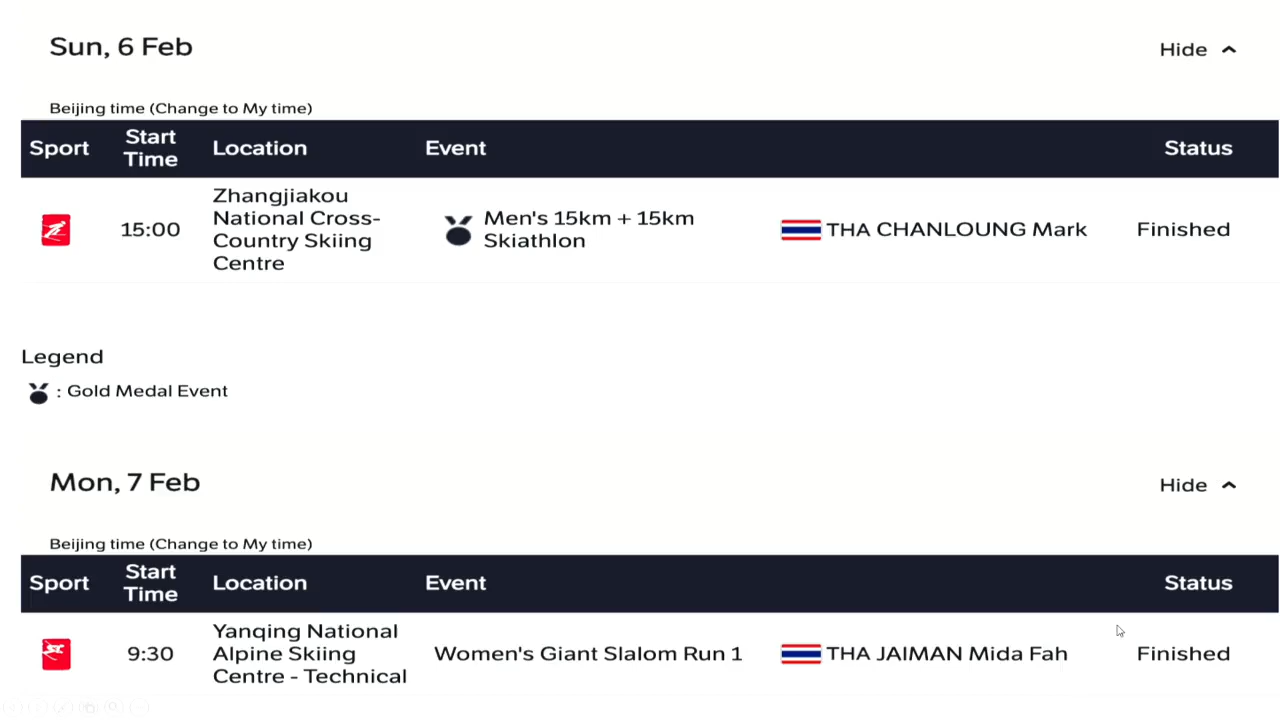 Sun, 6 Feb
Hide
Beijing time (Change to My time)
Sport
Start
Time
Location
Event
Status
15:00
Zhangjiakou
National Cross-
Country Skiing
Centre
Men's 15km + 15km
Skiathlon
THA CHANLOUNG Mark
Finished
Legend
: Gold Medal Event
Mon, 7 Feb
Hide
Beijing time (Change to My time)
Sport
Start
Time
Location
Event
Status
9:30
Yanqing National
Alpine Skiing
Centre - Technical
Women's Giant Slalom Run 1
THA JAIMAN Mida Fah
Finished